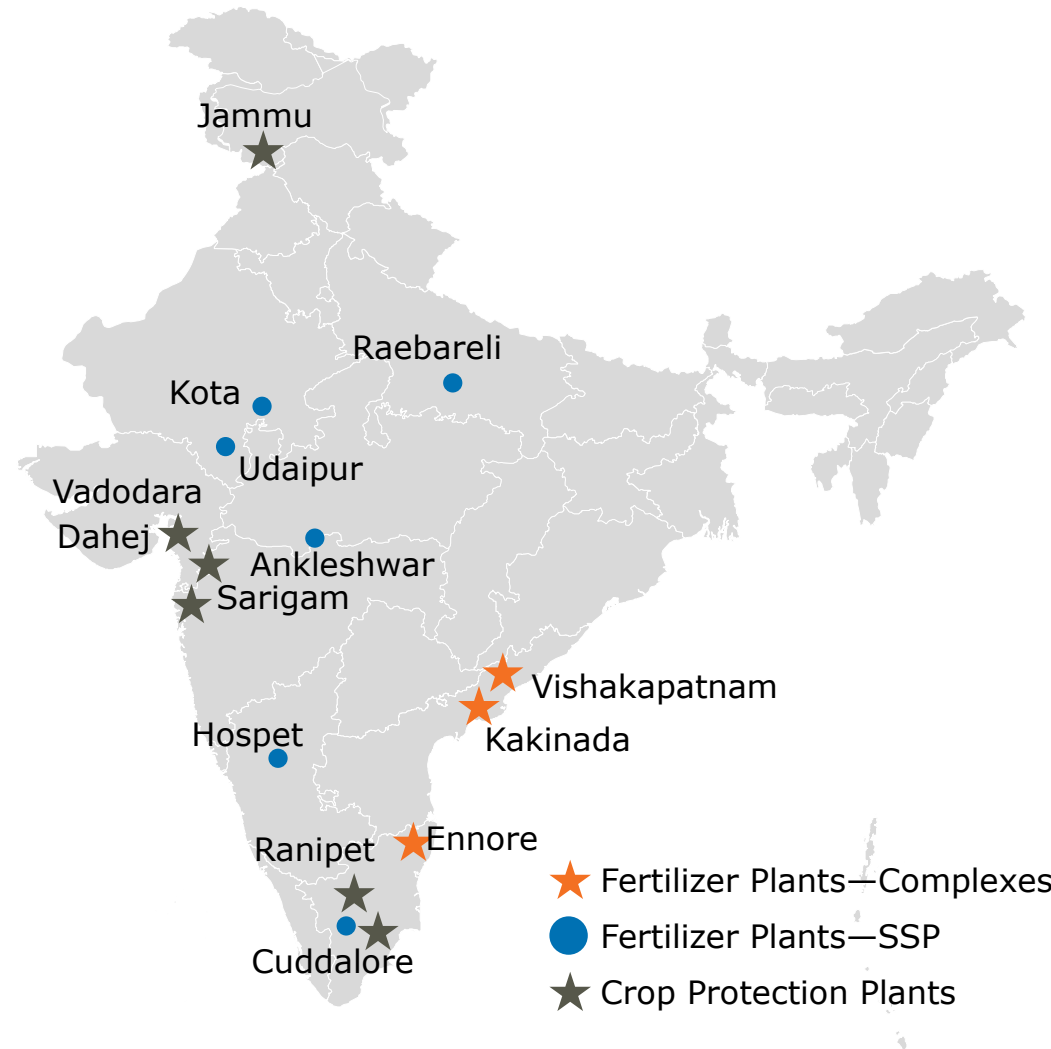 Jammu
Raebareli
Kota
Udaipur
Vadodara
Dahej
Ankleshwar
Sarigam
Vishakapatnam
Hospet
Kakinada
Ennore
Ranipet
Cuddalore
Fertilizer Plants—Complexes
Fertilizer Plants—SSP
Crop Protection Plants